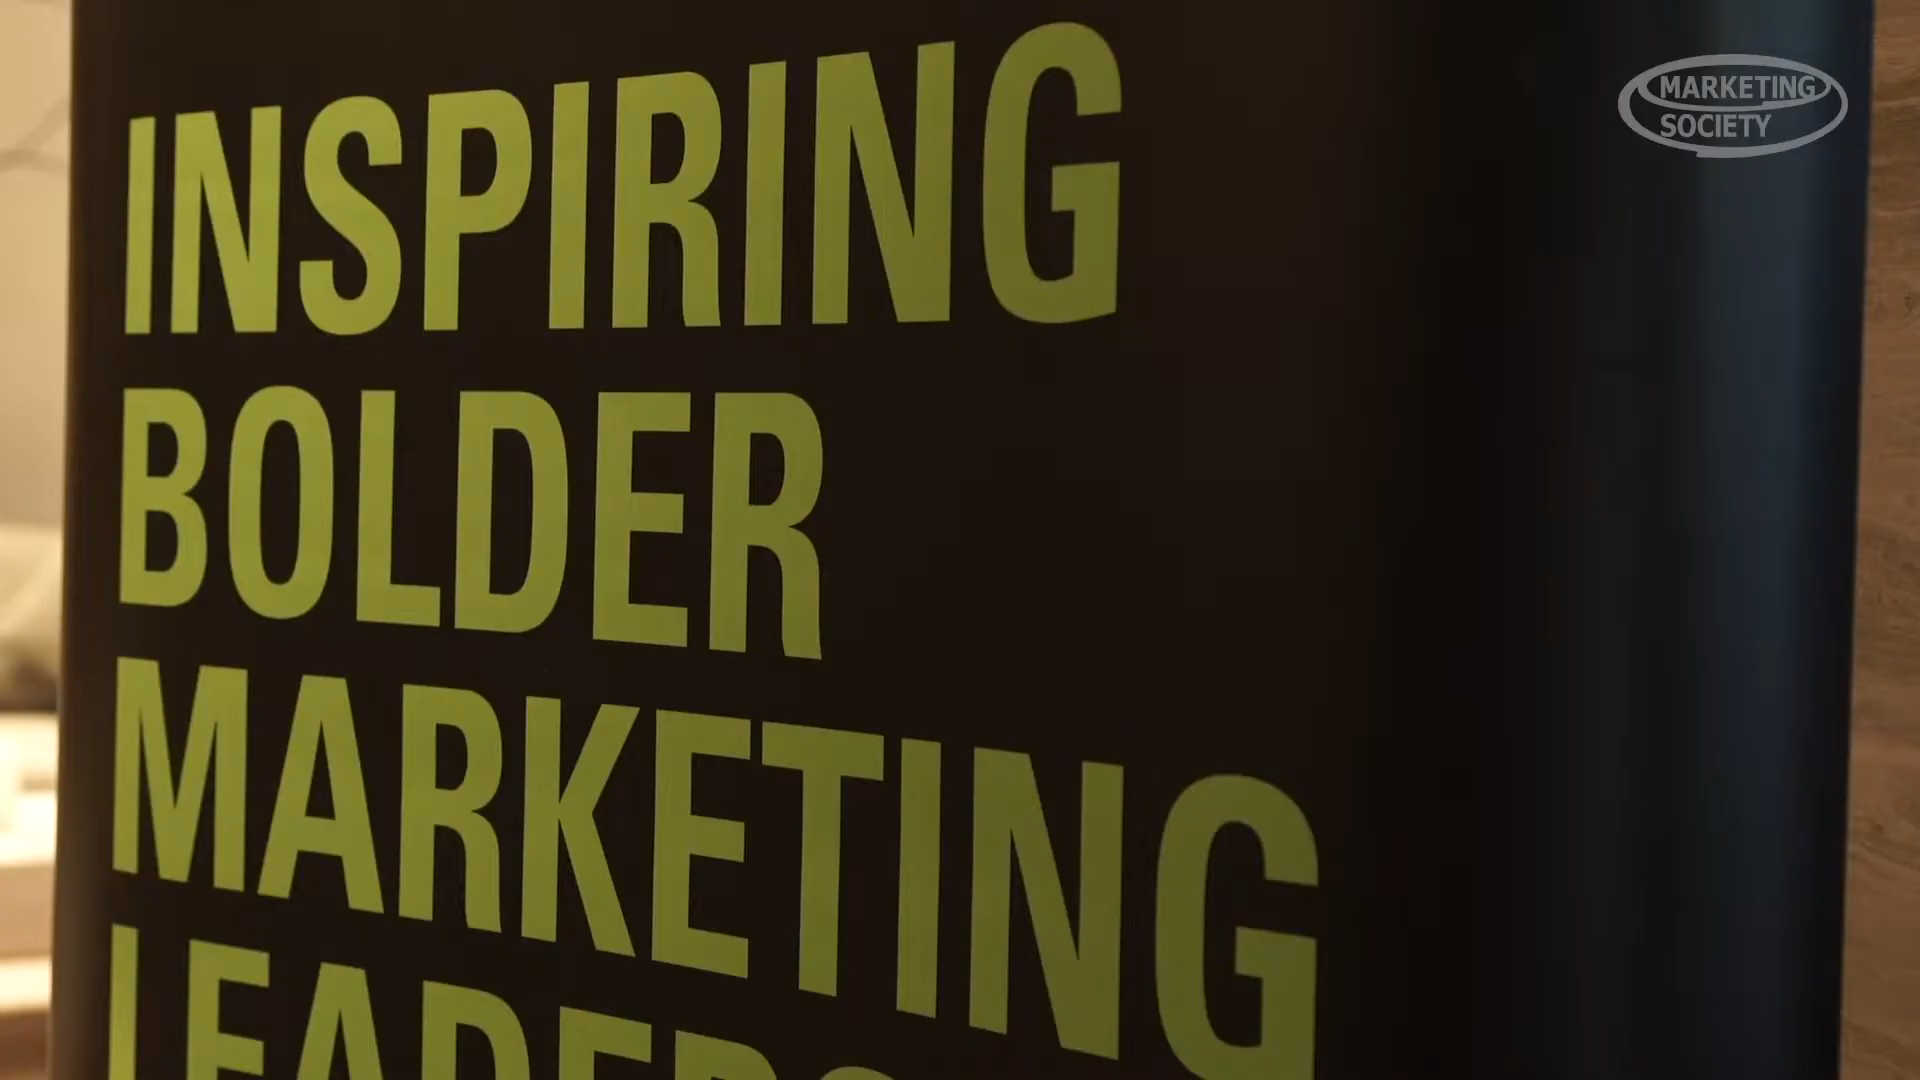 INSPIRING
BOLDER
MARKETING
MARKETING
SOCIETY